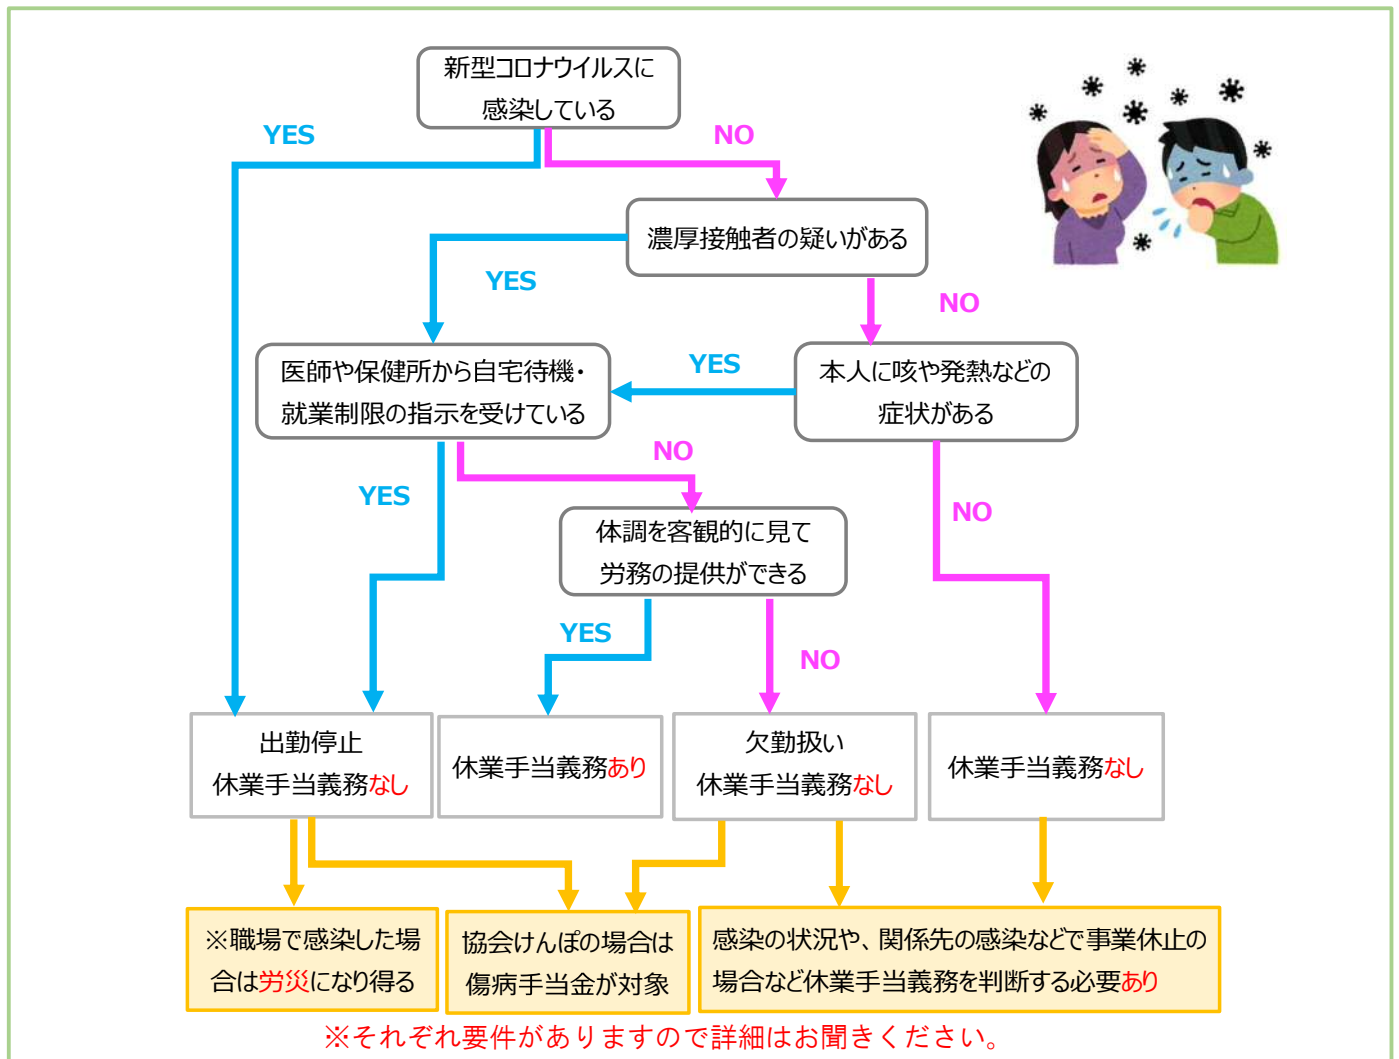 新型コロナウイルスに
感染している
YES
NO
濃厚接触者の疑いがある
YES
NO
医師や保健所から自宅待機・
就業制限の指示を受けている
YES
本人に咳や発熱などの
症状がある
YES
NO
NO
体調を客観的に見て
労務の提供ができる
YES
NO
出勤停止
休業手当義務なし
休業手当義務あり
欠勤扱い
休業手当義務なし
休業手当義務なし
※職場で感染した場
合は労災になり得る
協会けんぽの場合は
傷病手当金が対象
感染の状況や、関係先の感染などで事業休止の
場合など休業手当義務を判断する必要あり
※それぞれ要件がありますので詳細はお聞きください。